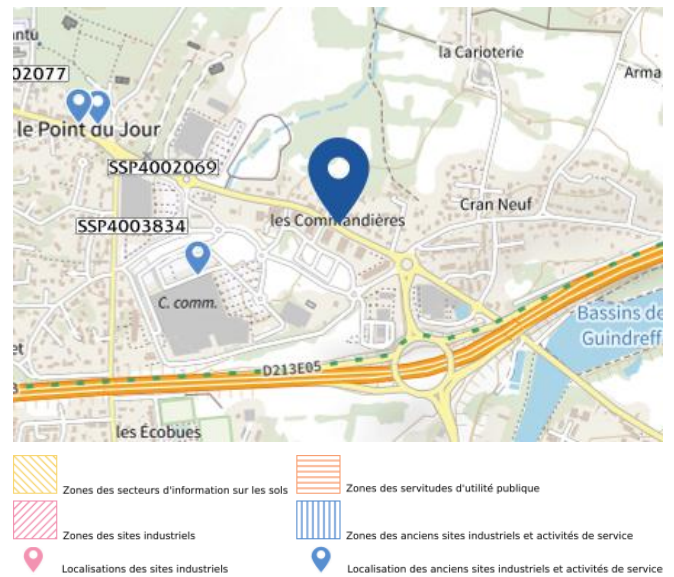 antu
la Carioterie
02077
Arma
le Point du Jour
SSP4002069
Cran Neuf
les Commandières
SSP4003834
C. comm.
Bassins de
Guindreff
et
D213E05
3
les Écobues
Zones des secteurs d'information sur les sols
Zones des servitudes d'utilité publique
Zones des sites industriels
Zones des anciens sites industriels et activités de service
Localisations des sites industriels
Localisation des anciens sites industriels et activités de service